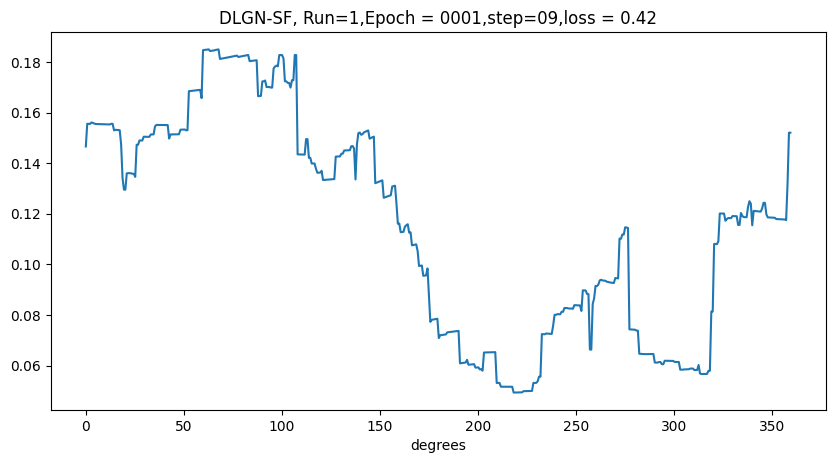 DLGN-SF, Run=1,Epoch = 0001,step=09,loss = 0.42
0.18
0.16
0.14
0.12
0.10
0.08
0.06
0 50 100 150 200 250 300 350
degrees